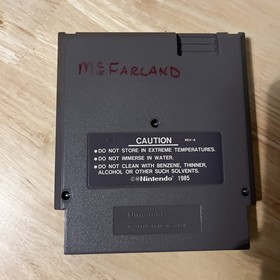 McFARLAND
CAUTION REV-A
• DO NOT STORE IN EXTREME TEMPERATURES.
• DO NOT IMMERSE IN WATER.
• DO NOT CLEAN WITH BENZENE, THINNER,
ALCOHOL OR OTHER SUCH SOLVENTS.
©®Nintendo® 1985
Nintendo